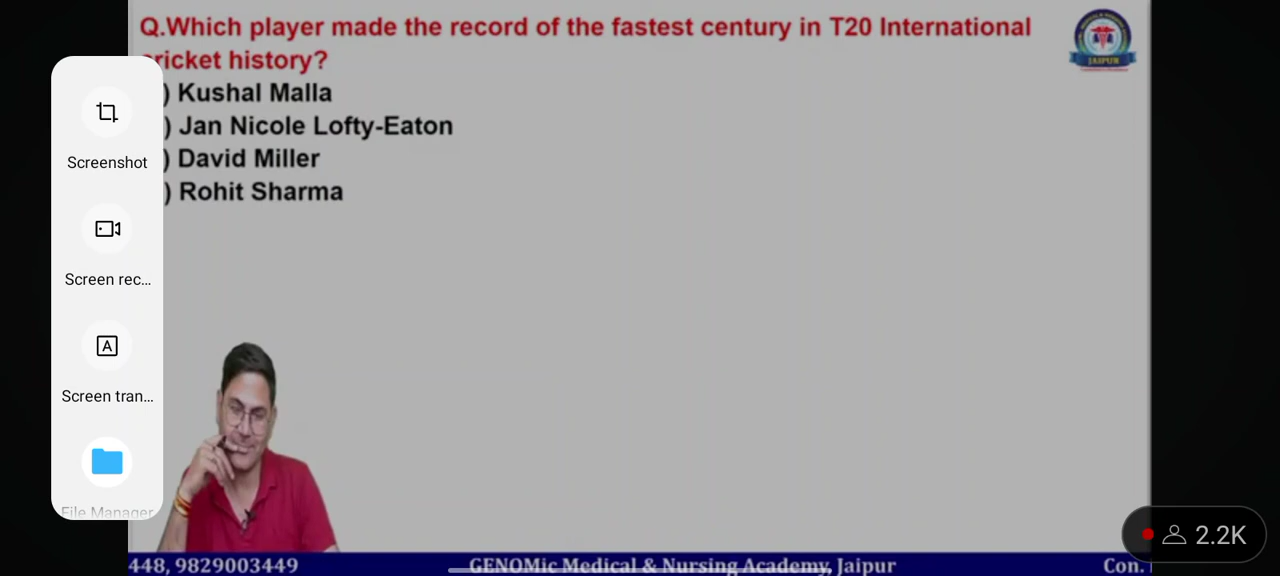 Q.Which player made the record of the fastest century in T20 International
cricket history?
) Kushal Malla
) Jan Nicole Lofty-Eaton
) David Miller
) Rohit Sharma
JAIPUR
Screenshot
Screen rec...
Screen tran...
File Manager
2.2K
448, 9829003449 GENOMic Medical & Nursing Academy, Jaipur Con.